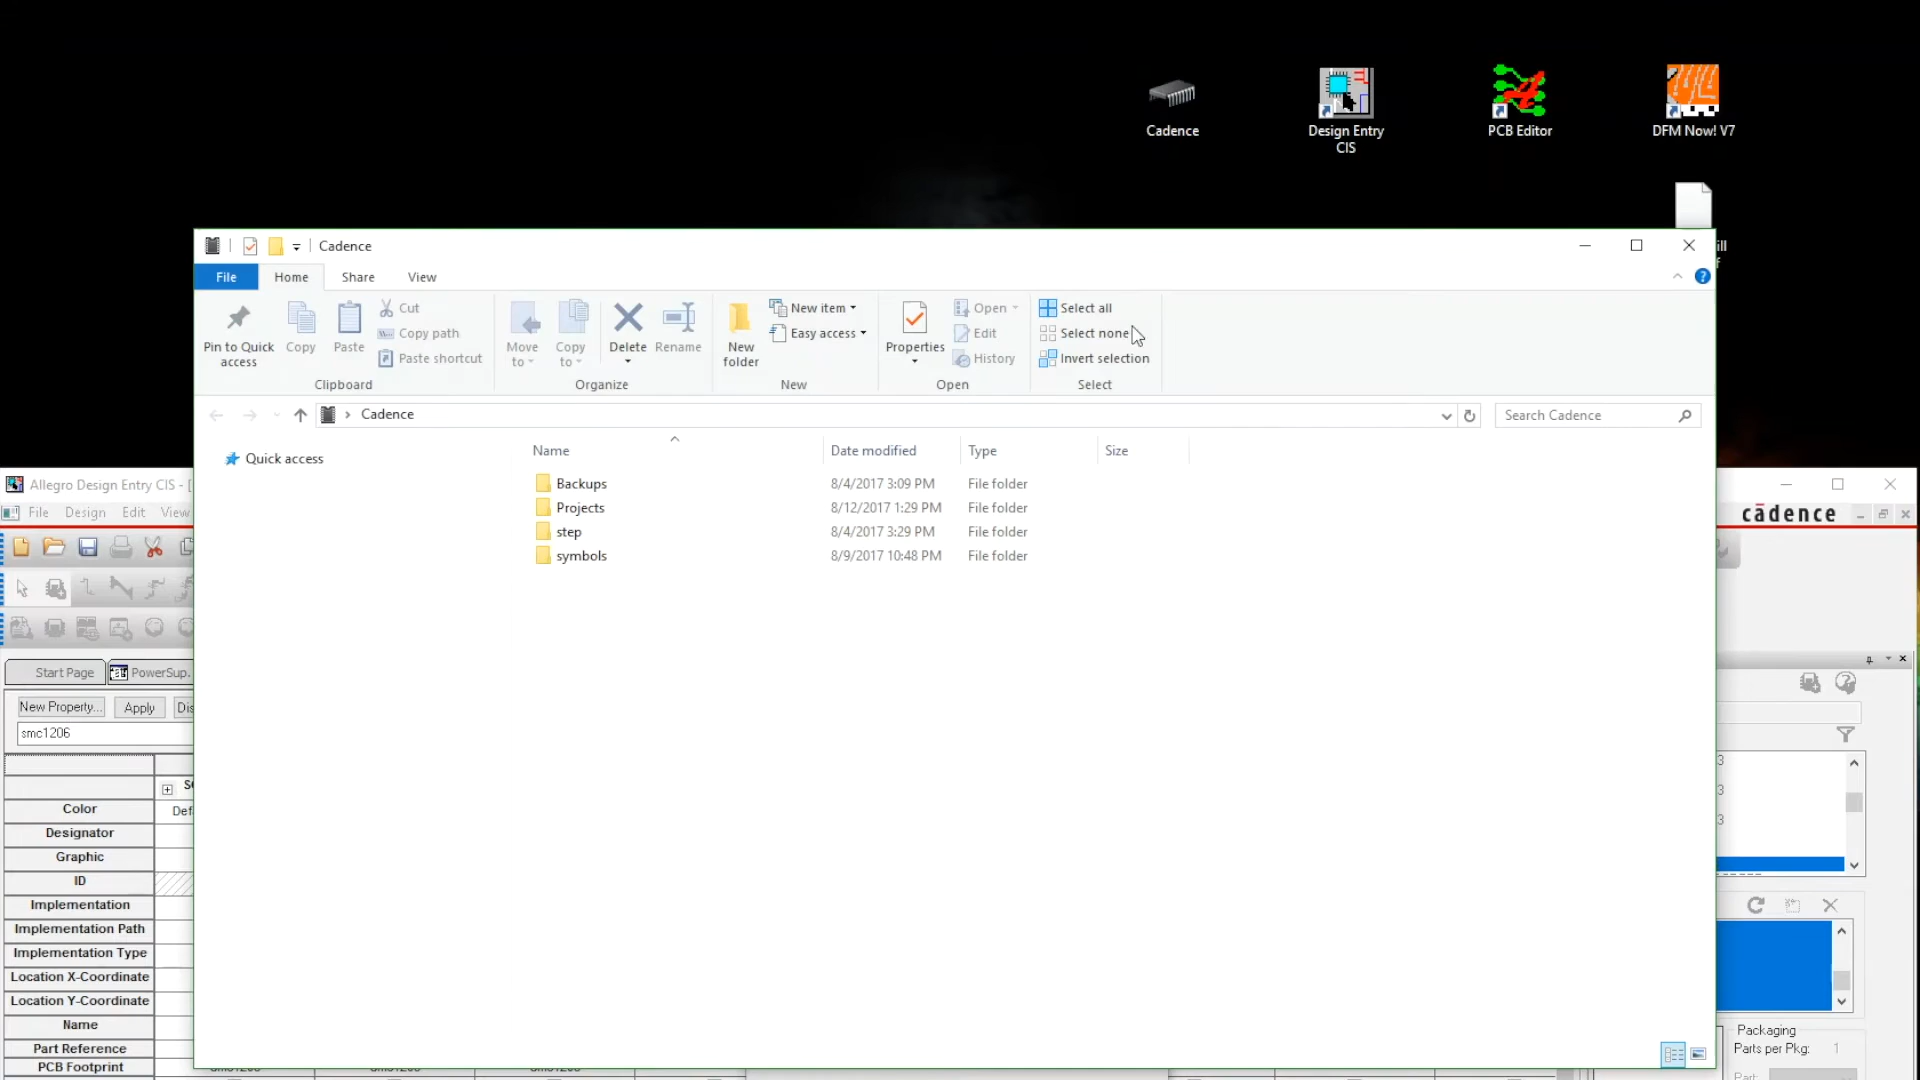 Cadence
Design Entry
CIS
PCB Editor
DFM Now! V7
Cadence
File
Home
Share
View
Pin to Quick
access
Copy
Paste
Cut
Copy path
Paste shortcut
Clipboard
Move
to
Copy
to
Delete
Rename
Organize
New
folder
New item
Easy access
New
Properties
Open
Edit
History
Open
Select all
Select none
Invert selection
Select
Cadence
Search Cadence
Quick access
Name
Date modified
Type
Size
Backups
8/4/2017 3:09 PM
File folder
Projects
8/12/2017 1:29 PM
File folder
step
8/4/2017 3:29 PM
File folder
symbols
8/9/2017 10:48 PM
File folder
Allegro Design Entry CIS - [
File
Design
Edit
View
cādence
Start Page
PowerSup.
New Property...
Apply
Dis
smc1206
Color
Def
Designator
Graphic
ID
Implementation
Implementation Path
Implementation Type
Location X-Coordinate
Location Y-Coordinate
Name
Part Reference
PCB Footprint
3
3
3
Packaging
Parts per Pkg:
1
Part: